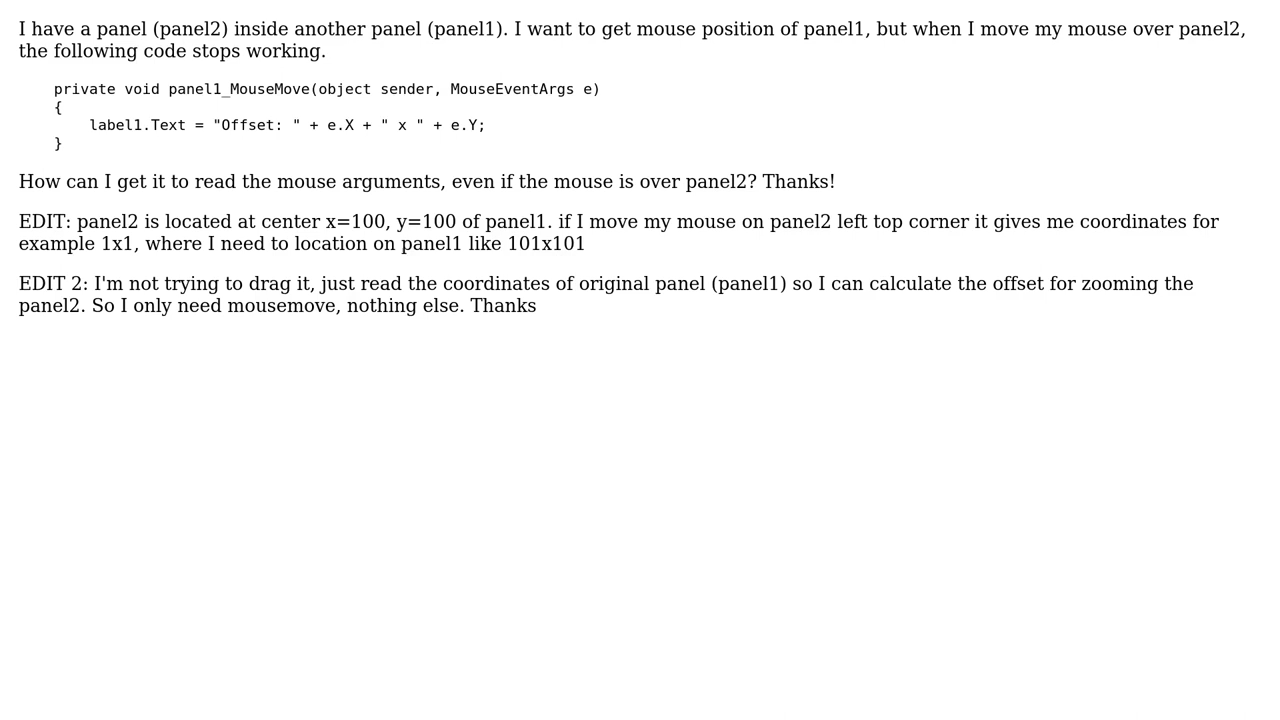 I have a panel (panel2) inside another panel (panel1). I want to get mouse position of panel1, but when I move my mouse over panel2,
the following code stops working.
private void panel1_MouseMove(object sender, MouseEventArgs e)
{
label1.Text = "Offset: " + e.X + " x " + e.Y;
}
How can I get it to read the mouse arguments, even if the mouse is over panel2? Thanks!
EDIT: panel2 is located at center x=100, y=100 of panel1. if I move my mouse on panel2 left top corner it gives me coordinates for
example 1x1, where I need to location on panel1 like 101x101
EDIT 2: I'm not trying to drag it, just read the coordinates of original panel (panel1) so I can calculate the offset for zooming the
panel2. So I only need mousemove, nothing else. Thanks